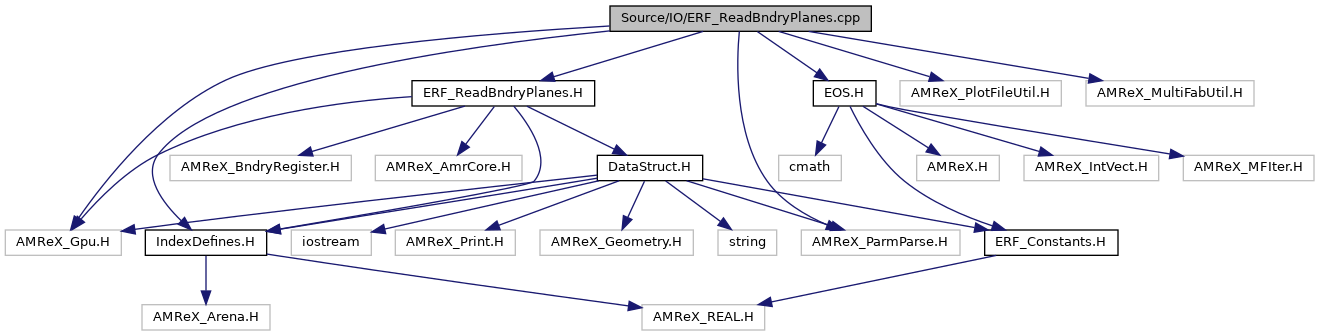 Source/IO/ERF_ReadBndryPlanes.cpp
ERF_ReadBndryPlanes.H
EOS.H
AMReX_PlotFileUtil.H
AMReX_MultiFabUtil.H
AMReX_BndryRegister.H
AMReX_AmrCore.H
DataStruct.H
cmath
AMReX.H
AMReX_IntVect.H
AMReX_MFIter.H
AMReX_Gpu.H
IndexDefines.H
iostream
AMReX_Print.H
AMReX_Geometry.H
string
AMReX_ParmParse.H
ERF_Constants.H
AMReX_Arena.H
AMReX_REAL.H